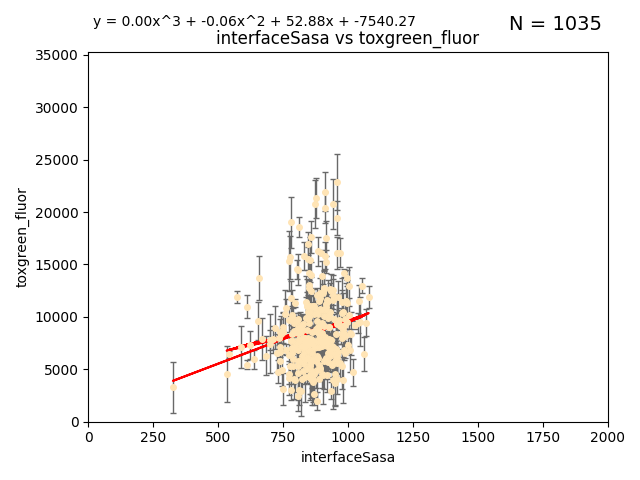 y = 0.00x^3 + -0.06x^2 + 52.88x + -7540.27
N = 1035
interfaceSasa vs toxgreen_fluor
35000
30000
25000
20000
15000
10000
5000
0
toxgreen_fluor
0 250 500 750 1000 1250 1500 1750 2000
interfaceSasa